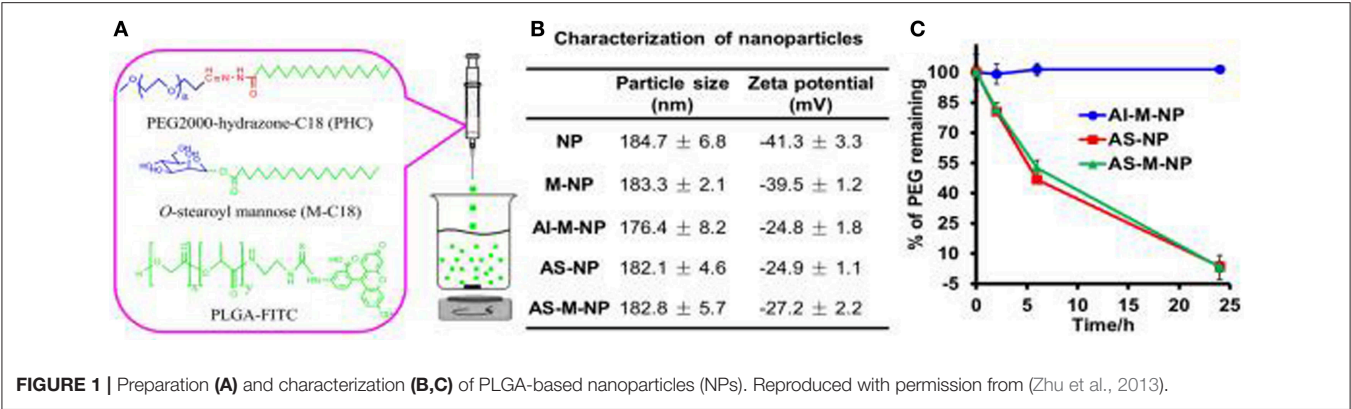 A
PEG2000-hydrazone-C18 (PHC)
O-stearoyl mannose (M-C18)
PLGA-FITC
B
Characterization of nanoparticles
Particle size (nm) Zeta potential (mV)
NP 184.7 ± 6.8 -41.3 ± 3.3
M-NP 183.3 ± 2.1 -39.5 ± 1.2
AI-M-NP 176.4 ± 8.2 -24.8 ± 1.8
AS-NP 182.1 ± 4.6 -24.9 ± 1.1
AS-M-NP 182.8 ± 5.7 -27.2 ± 2.2
C
% of PEG remaining
100
85
70
55
40
25
10
-5
0 5 10 15 20 25
Time/h
AI-M-NP
AS-NP
AS-M-NP
FIGURE 1 | Preparation (A) and characterization (B,C) of PLGA-based nanoparticles (NPs). Reproduced with permission from (Zhu et al., 2013).